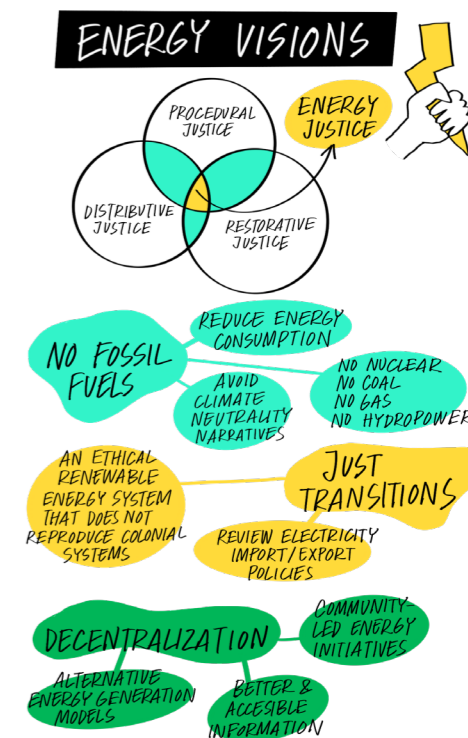 ENERGY VISIONS
PROCEDURAL
JUSTICE
ENERGY
JUSTICE
DISTRIBUTIVE
JUSTICE
RESTORATIVE
JUSTICE
REDUCE ENERGY
CONSUMPTION
NO FOSSIL
FUELS
AVOID
CLIMATE
NEUTRALITY
NARRATIVES
NO NUCLEAR
NO COAL
NO GAS
NO HYDROPOWER
AN ETHICAL
RENEWABLE
ENERGY SYSTEM
THAT DOES NOT
REPRODUCE COLONIAL
SYSTEMS
JUST
TRANSITIONS
REVIEW ELECTRICITY
IMPORT/EXPORT
POLICIES
DECENTRALIZATION
COMMUNITY-
LED ENERGY
INITIATIVES
ALTERNATIVE
ENERGY GENERATION
MODELS
BETTER &
ACCESIBLE
INFORMATION